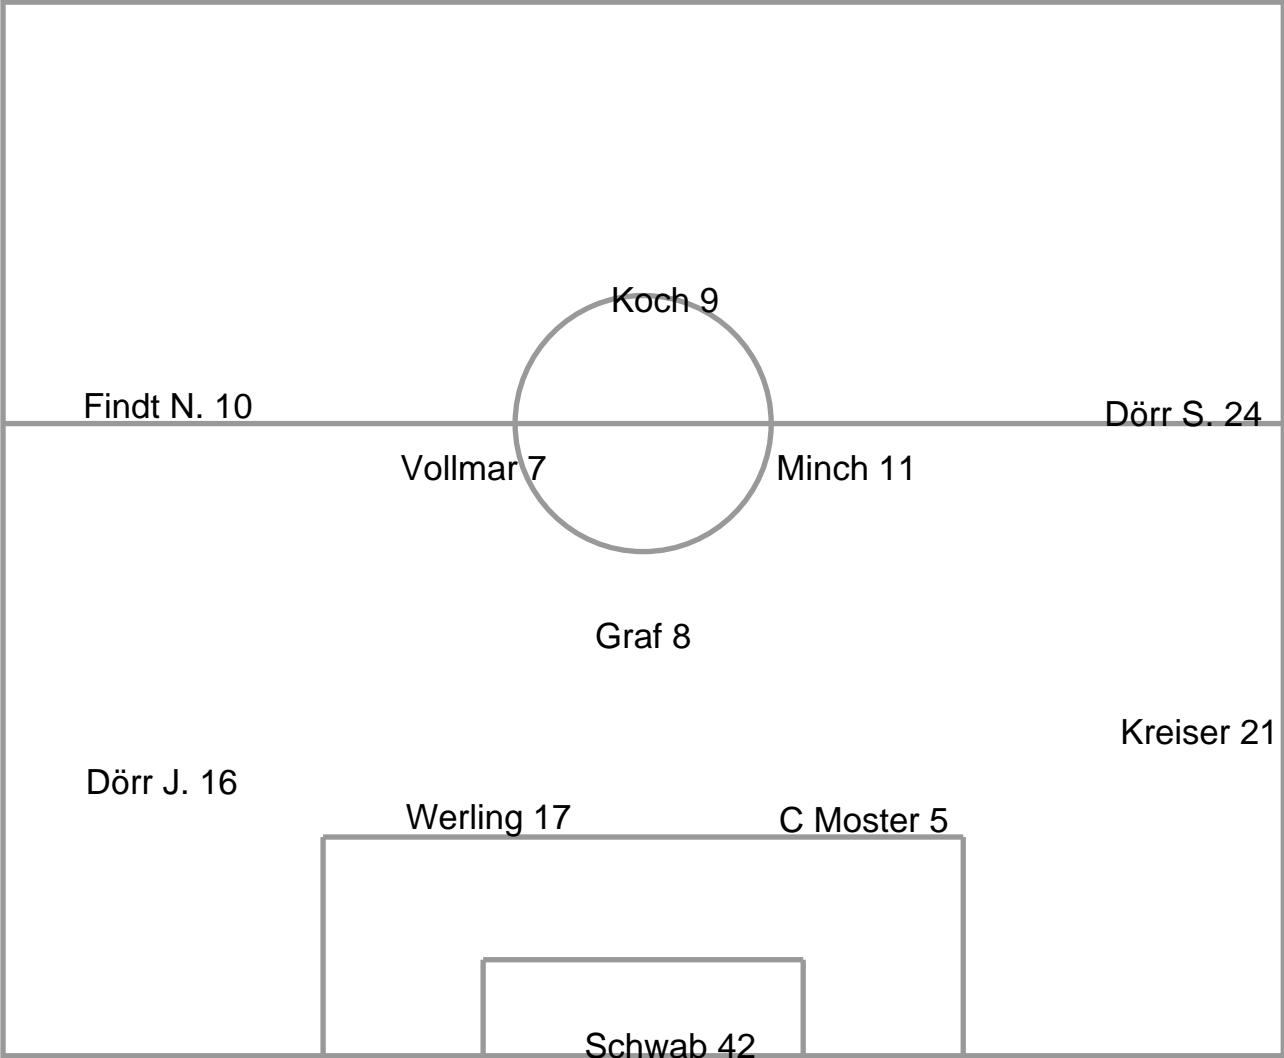 Koch 9
Findt N. 10
Dörr S. 24
Vollmar 7
Minch 11
Graf 8
Kreiser 21
Dörr J. 16
Werling 17
C Moster 5
Schwab 42